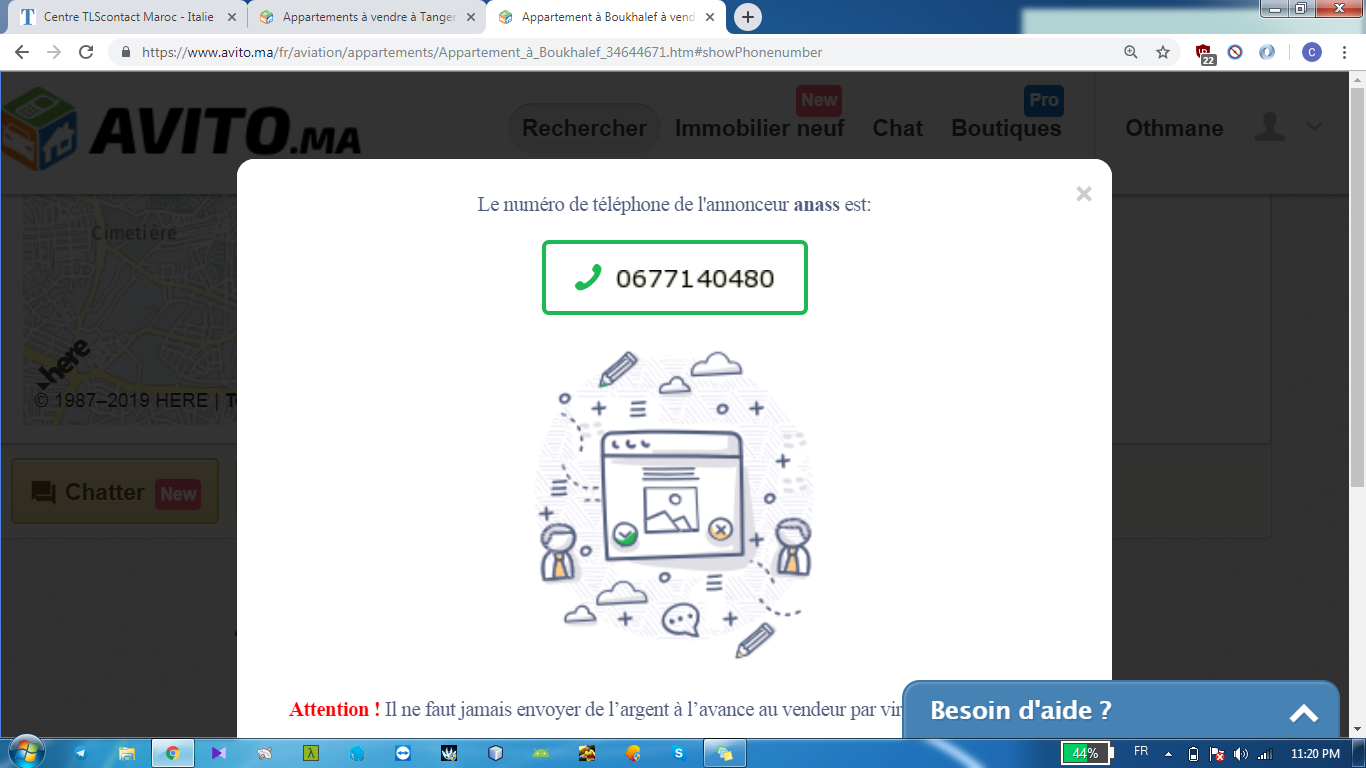 Centre TLScontact Maroc - Italie
Appartements à vendre à Tanger
Appartement à Boukhalef à vend
https://www.avito.ma/fr/aviation/appartements/Appartement_à_Boukhalef_34644671.htm#showPhonenumber
22
C
AVITO.MA
Rechercher
Immobilier neuf
New
Chat
Boutiques
Pro
Othmane
Le numéro de téléphone de l'annonceur anass est:
0677140480
Cimetière
here
© 1987–2019 HERE |
Chatter New
Attention ! Il ne faut jamais envoyer de l’argent à l’avance au vendeur par
Besoin d'aide ?
44%
FR
11:20 PM